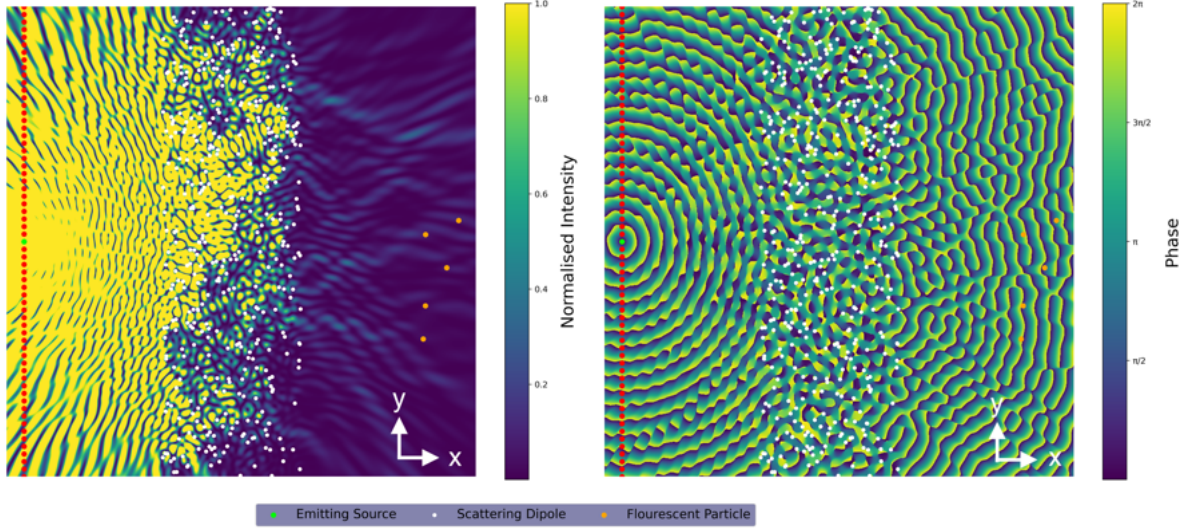 1.0
0.8
0.6
0.4
0.2
Normalised Intensity
y
x
2π
3π/2
π
π/2
Phase
y
x
Emitting Source
Scattering Dipole
Flourescent Particle